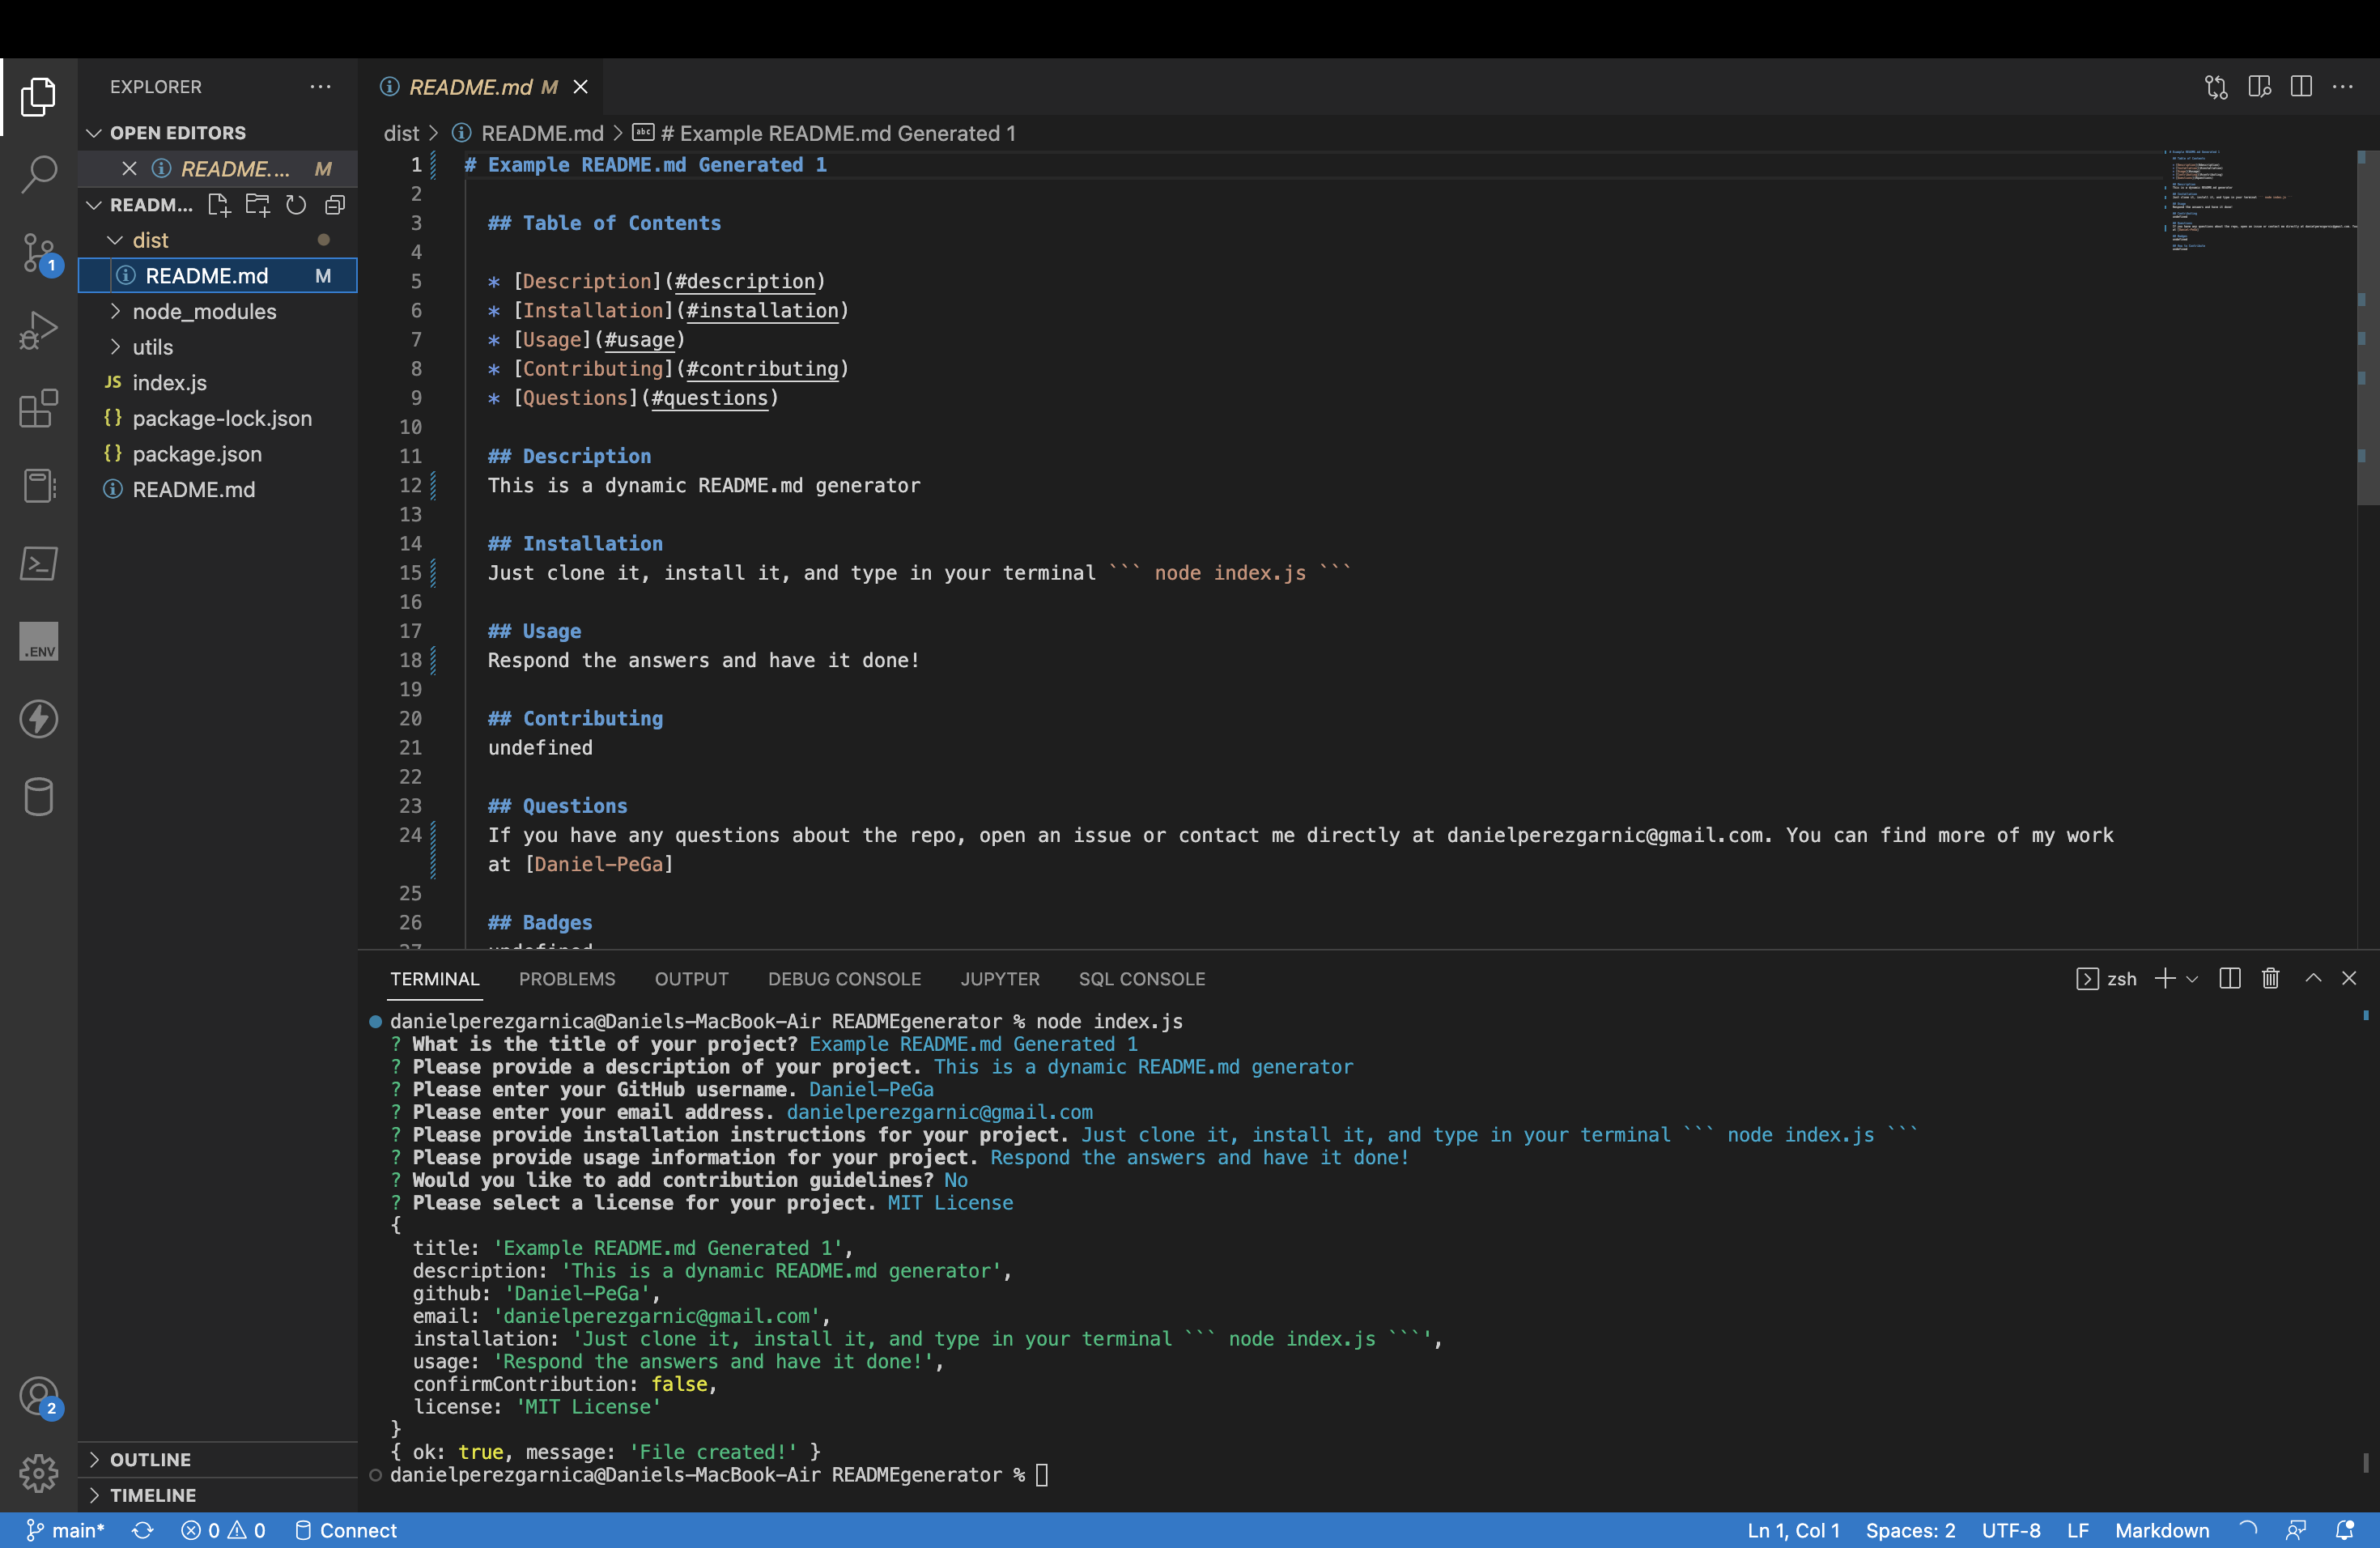 EXPLORER
OPEN EDITORS
README.... M
READM...
dist
README.md M
node_modules
utils
JS index.js
{} package-lock.json
{} package.json
README.md
OUTLINE
TIMELINE
1
.ENV
2
README.md M
dist > README.md > abc # Example README.md Generated 1
1 # Example README.md Generated 1
2
3 ## Table of Contents
4
5 * [Description](#description)
6 * [Installation](#installation)
7 * [Usage](#usage)
8 * [Contributing](#contributing)
9 * [Questions](#questions)
10
11 ## Description
12 This is a dynamic README.md generator
13
14 ## Installation
15 Just clone it, install it, and type in your terminal ``` node index.js ```
16
17 ## Usage
18 Respond the answers and have it done!
19
20 ## Contributing
21 undefined
22
23 ## Questions
24 If you have any questions about the repo, open an issue or contact me directly at danielperezgarnic@gmail.com. You can find more of my work
at [Daniel-PeGa]
25
26 ## Badges
27 undefined
TERMINAL PROBLEMS OUTPUT DEBUG CONSOLE JUPYTER SQL CONSOLE zsh
danielperezgarnica@Daniels-MacBook-Air READMEgenerator % node index.js
? What is the title of your project? Example README.md Generated 1
? Please provide a description of your project. This is a dynamic README.md generator
? Please enter your GitHub username. Daniel-PeGa
? Please enter your email address. danielperezgarnic@gmail.com
? Please provide installation instructions for your project. Just clone it, install it, and type in your terminal ``` node index.js ```
? Please provide usage information for your project. Respond the answers and have it done!
? Would you like to add contribution guidelines? No
? Please select a license for your project. MIT License
{
title: 'Example README.md Generated 1',
description: 'This is a dynamic README.md generator',
github: 'Daniel-PeGa',
email: 'danielperezgarnic@gmail.com',
installation: 'Just clone it, install it, and type in your terminal ``` node index.js ```',
usage: 'Respond the answers and have it done!',
confirmContribution: false,
license: 'MIT License'
}
{ ok: true, message: 'File created!' }
danielperezgarnica@Daniels-MacBook-Air READMEgenerator %
main* 0 0 Connect Ln 1, Col 1 Spaces: 2 UTF-8 LF Markdown